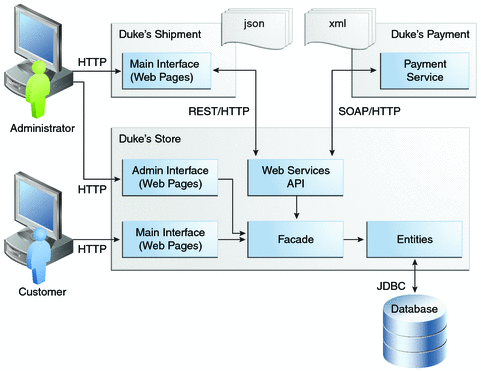 Duke's Shipment
json
xml
Duke's Payment
HTTP
Main Interface
(Web Pages)
Payment
Service
Administrator
REST/HTTP
SOAP/HTTP
Duke's Store
HTTP
Admin Interface
(Web Pages)
Web Services
API
HTTP
Main Interface
(Web Pages)
Facade
Entities
Customer
JDBC
Database